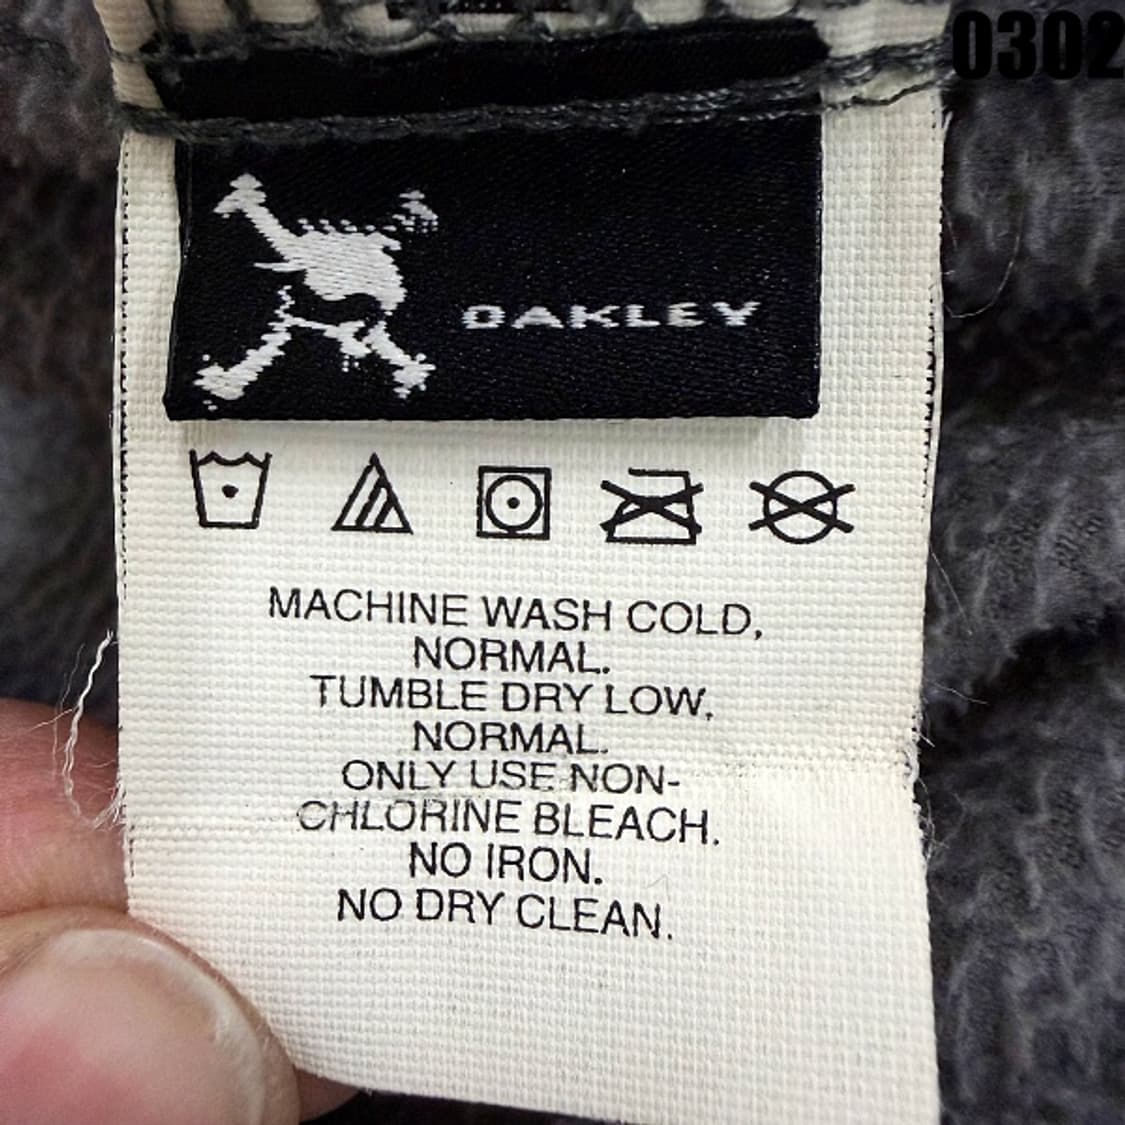 0302
OAKLEY
MACHINE WASH COLD,
NORMAL.
TUMBLE DRY LOW,
NORMAL.
ONLY USE NON-
CHLORINE BLEACH.
NO IRON.
NO DRY CLEAN.